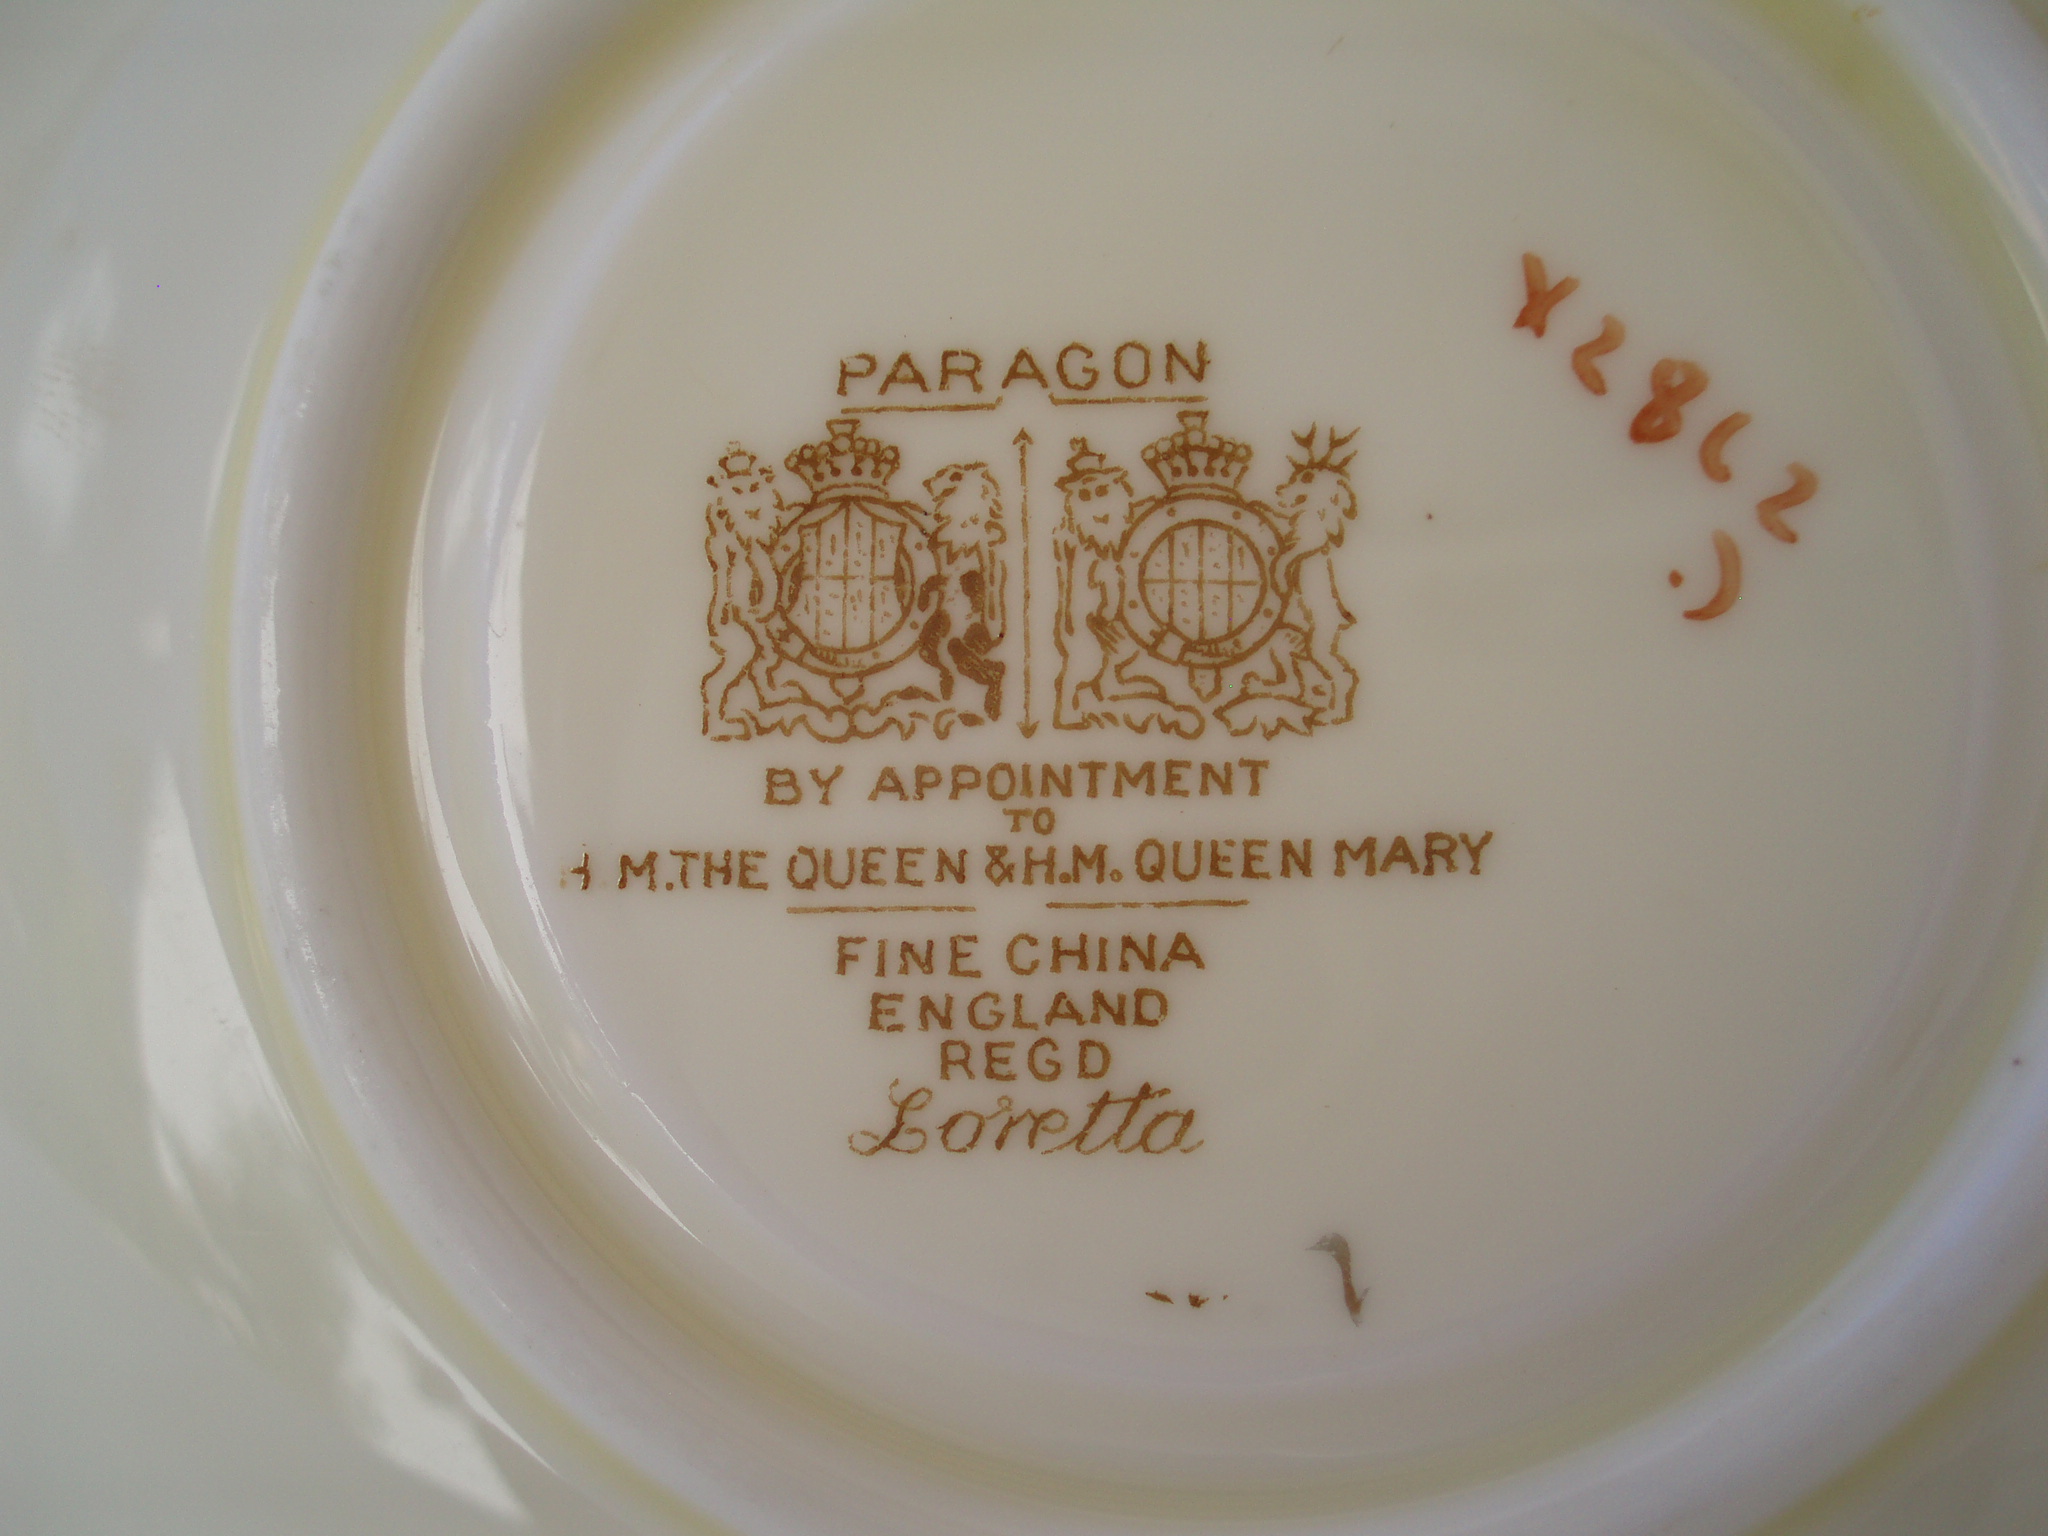 PARAGON
BY APPOINTMENT
TO
H.M.THE QUEEN & H.M. QUEEN MARY
FINE CHINA
ENGLAND
REGD
Loretta